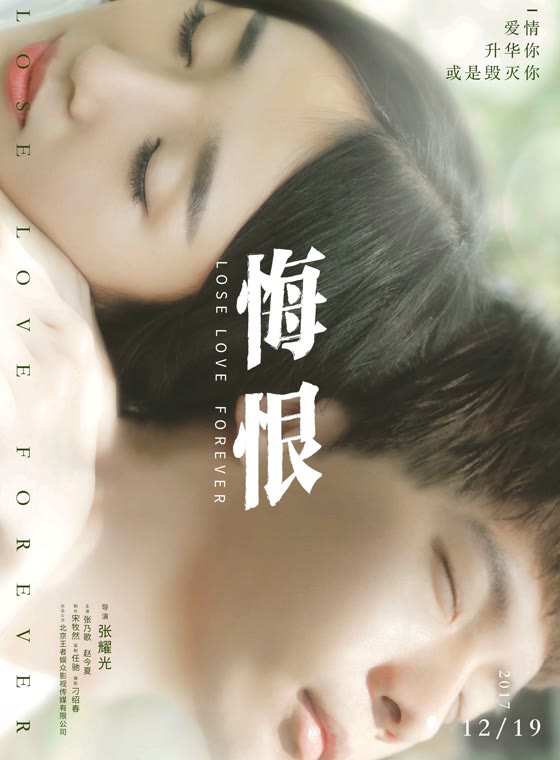 爱情
升华你
或是毁灭你
LOSE LOVE FOREVER
悔恨
LOSE LOVE FOREVER
导演 张耀光
主演 张乃歌 赵今夏
宋牧然 任驰 刁绍春
北京王者娱众影视传媒有限公司
2017
12/19